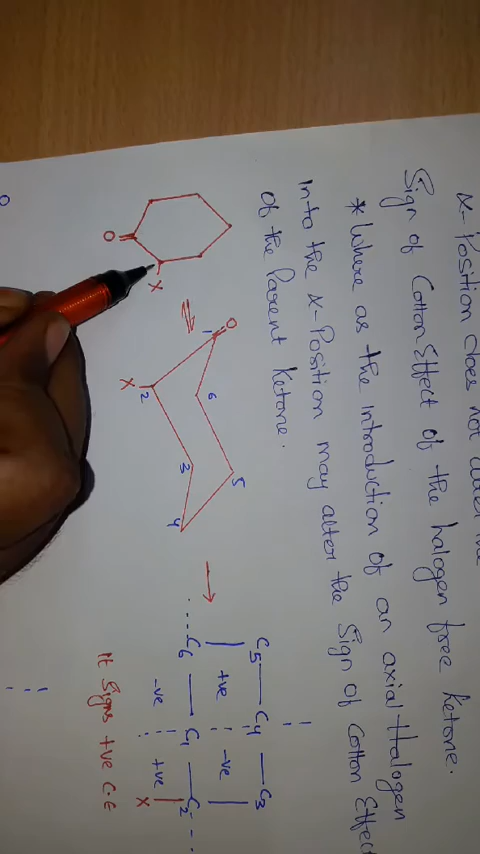 α-Position does not alter the
Sign of Cotton Effect of the halogen free Ketone.
* Where as the introduction of an axial Halogen
Into the α-Position may alter the Sign of Cotton Effect
of the Parent Ketone.
O
X
⇌
O
1
X
2
6
3
5
4
→
C5 — C4 — C3
+ve -ve
C6 — C1 — C2
-ve +ve X
It Signs +ve C.E